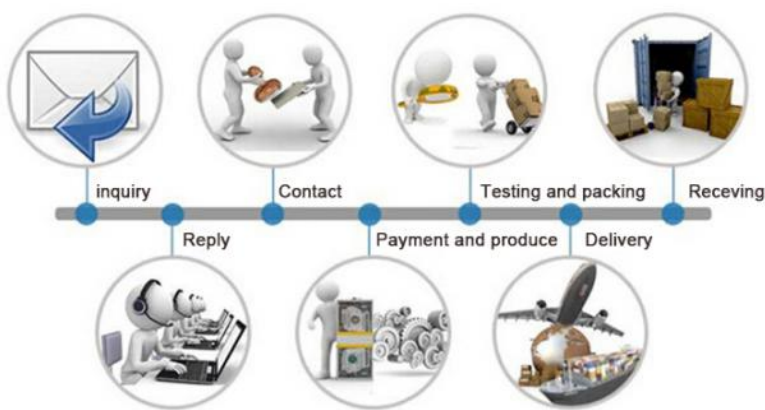 inquiry
Contact
Testing and packing
Receving
Reply
Payment and produce
Delivery